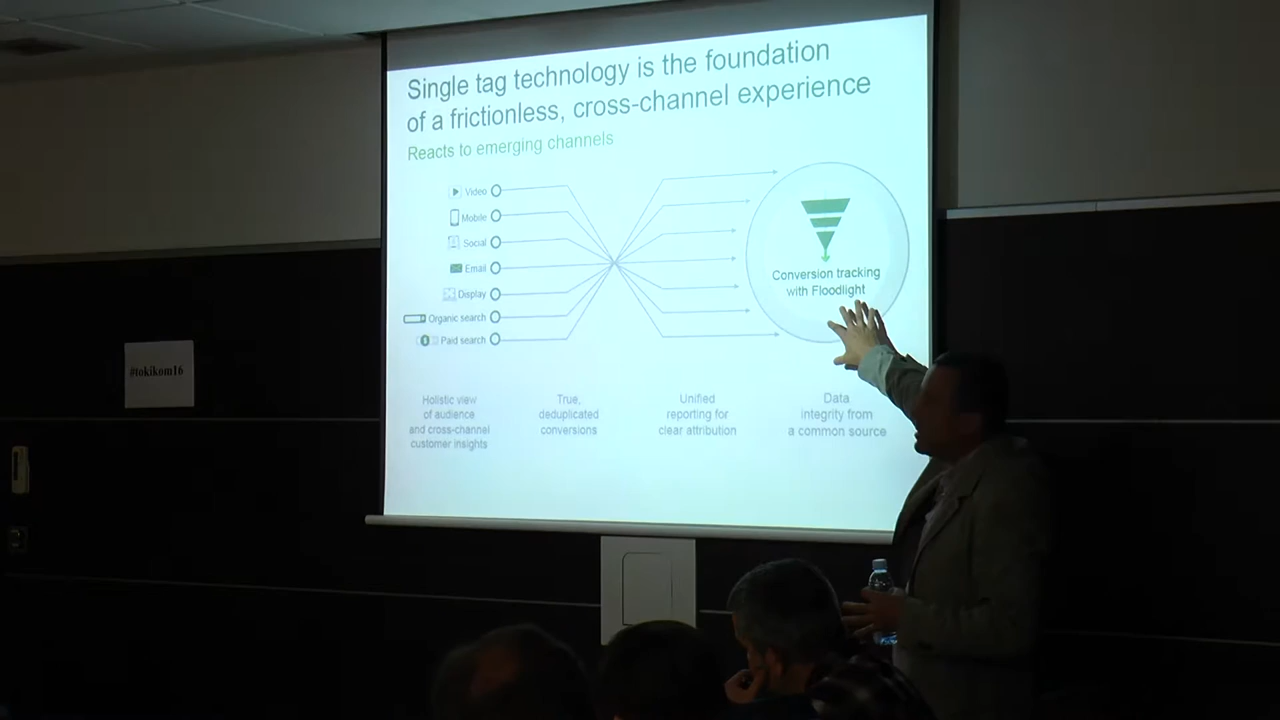 Single tag technology is the foundation
of a frictionless, cross-channel experience
Reacts to emerging channels
Video
Mobile
Social
Email
Display
Organic search
Paid search
Conversion tracking
with Floodlight
Holistic view
of audience
and cross-channel
customer insights
True,
deduplicated
conversions
Unified
reporting for
clear attribution
Data
integrity from
a common source
#tokikom16